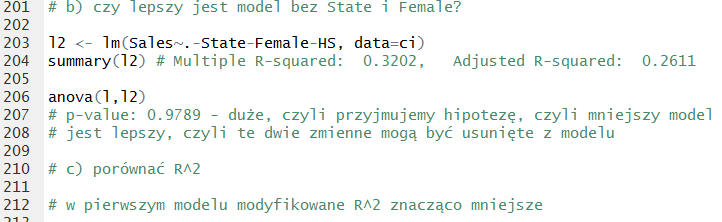 201 # b) czy lepszy jest model bez State i Female?
202
203 l2 <- lm(Sales~.-State-Female-HS, data=ci)
204 summary(l2) # Multiple R-squared:  0.3202,   Adjusted R-squared:  0.2611
205
206 anova(l,l2)
207 # p-value: 0.9789 - duże, czyli przyjmujemy hipotezę, czyli mniejszy model
208 # jest lepszy, czyli te dwie zmienne mogą być usunięte z modelu
209
210 # c) porównać R^2
211
212 # w pierwszym modelu modyfikowane R^2 znacząco mniejsze